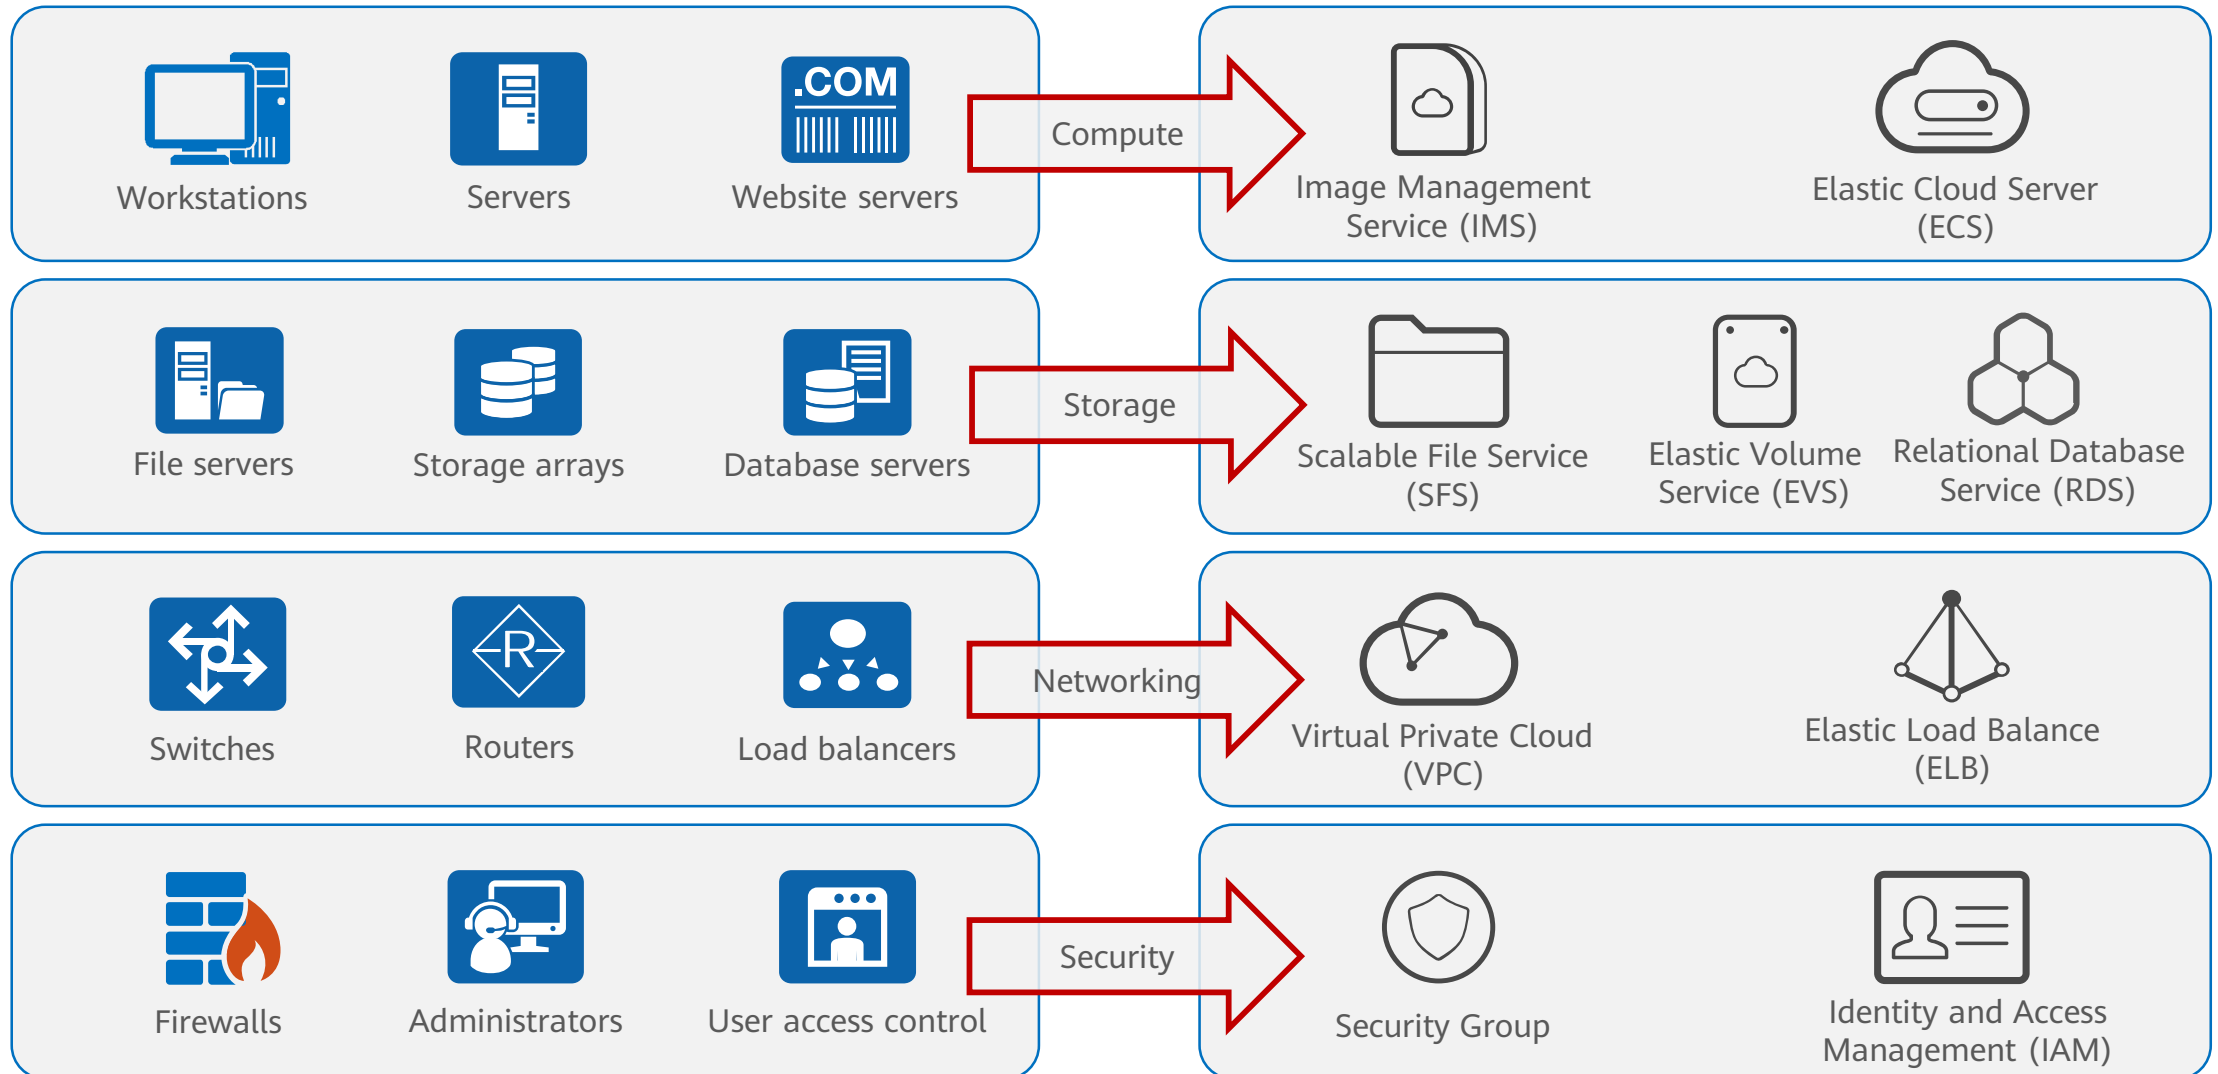 .COM
Workstations
Servers
Website servers
Compute
Image Management
Service (IMS)
Elastic Cloud Server
(ECS)
File servers
Storage arrays
Database servers
Storage
Scalable File Service
(SFS)
Elastic Volume
Service (EVS)
Relational Database
Service (RDS)
R
Switches
Routers
Load balancers
Networking
Virtual Private Cloud
(VPC)
Elastic Load Balance
(ELB)
Firewalls
Administrators
User access control
Security
Security Group
Identity and Access
Management (IAM)